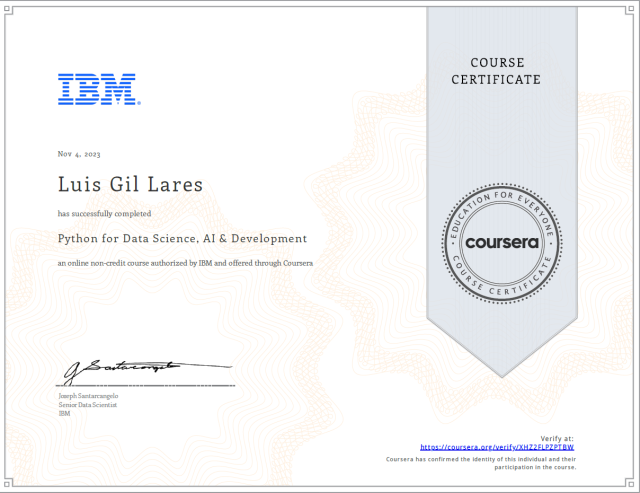 IBM
COURSE
CERTIFICATE
Nov 4, 2023
Luis Gil Lares
has successfully completed
Python for Data Science, AI & Development
an online non-credit course authorized by IBM and offered through Coursera
EDUCATION FOR EVERYONE
coursera
COURSE CERTIFICATE
Joseph Santarcangelo
Senior Data Scientist
IBM
Verify at:
https://coursera.org/verify/XHZ2FLPZPTBW
Coursera has confirmed the identity of this individual and their
participation in the course.